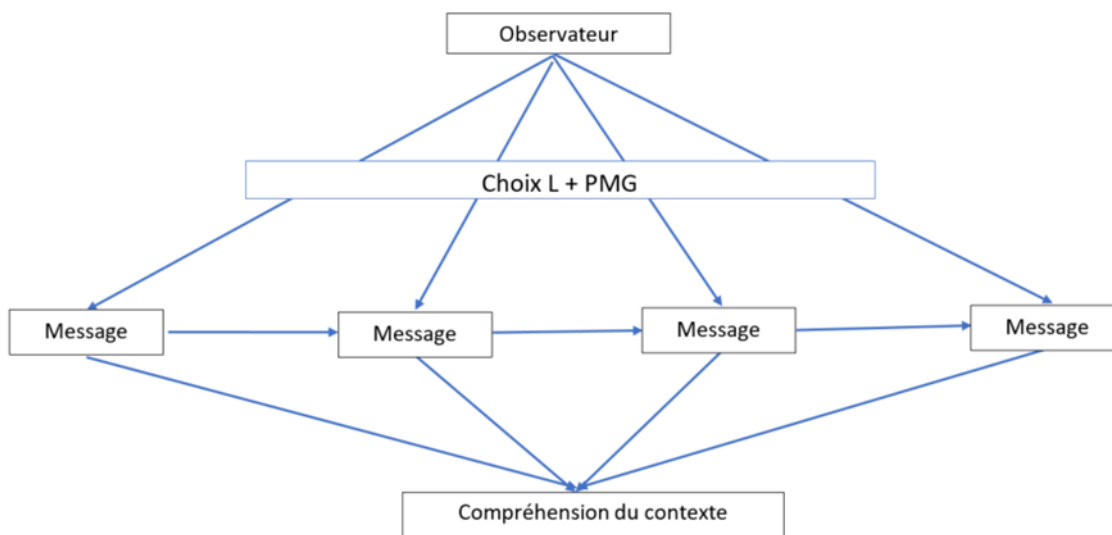 Observateur
Choix L + PMG
Message
Message
Message
Message
Compréhension du contexte